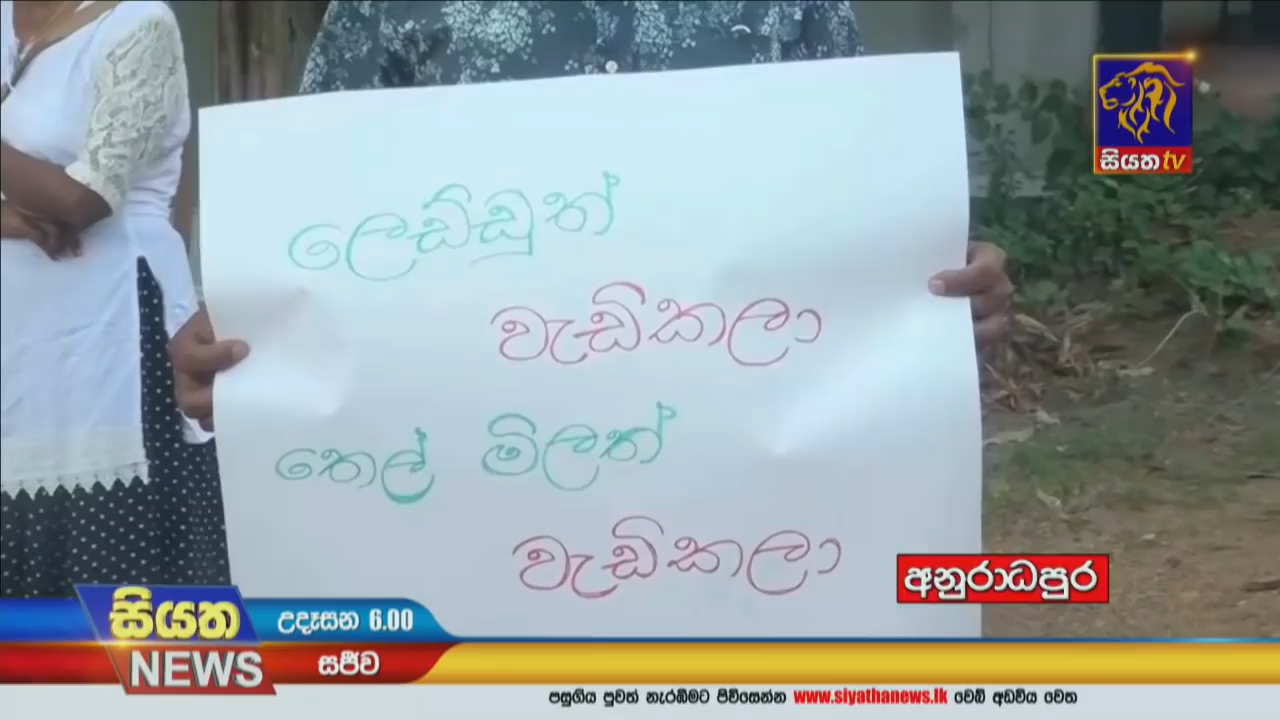 සියත tv
ලෙඩ්ඩුත්
වැඩිකලා
තෙල් මිලත්
වැඩිකලා
අනුරාධපුර
සියත
NEWS
උදෑසන 6.00
සජීව
පසුගිය පුවත් නැරඹීමට පිවිසෙන්න www.siyathanews.lk වෙබ් අඩවිය වෙත